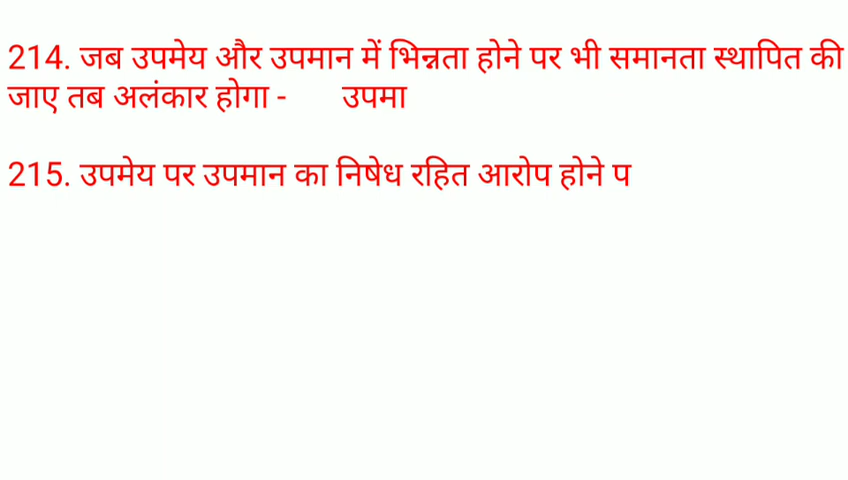 214. जब उपमेय और उपमान में भिन्नता होने पर भी समानता स्थापित की
जाए तब अलंकार होगा - उपमा
215. उपमेय पर उपमान का निषेध रहित आरोप होने प